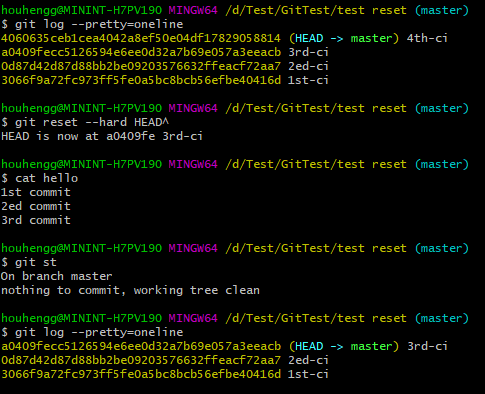 houhengg@MININT-H7PV190 MINGW64 /d/Test/GitTest/test reset (master)
$ git log --pretty=oneline
4060635ceb1cea4042a8ef50e04df17829058814 (HEAD -> master) 4th-ci
a0409fecc5126594e6ee0d32a7b69e057a3eeacb 3rd-ci
0d87d42d87d88bb2be09203576632ffeacf72aa7 2ed-ci
3066f9a72fc973ff5fe0a5bc8bcb56efbe40416d 1st-ci
houhengg@MININT-H7PV190 MINGW64 /d/Test/GitTest/test reset (master)
$ git reset --hard HEAD^
HEAD is now at a0409fe 3rd-ci
houhengg@MININT-H7PV190 MINGW64 /d/Test/GitTest/test reset (master)
$ cat hello
1st commit
2ed commit
3rd commit
houhengg@MININT-H7PV190 MINGW64 /d/Test/GitTest/test reset (master)
$ git st
On branch master
nothing to commit, working tree clean
houhengg@MININT-H7PV190 MINGW64 /d/Test/GitTest/test reset (master)
$ git log --pretty=oneline
a0409fecc5126594e6ee0d32a7b69e057a3eeacb (HEAD -> master) 3rd-ci
0d87d42d87d88bb2be09203576632ffeacf72aa7 2ed-ci
3066f9a72fc973ff5fe0a5bc8bcb56efbe40416d 1st-ci